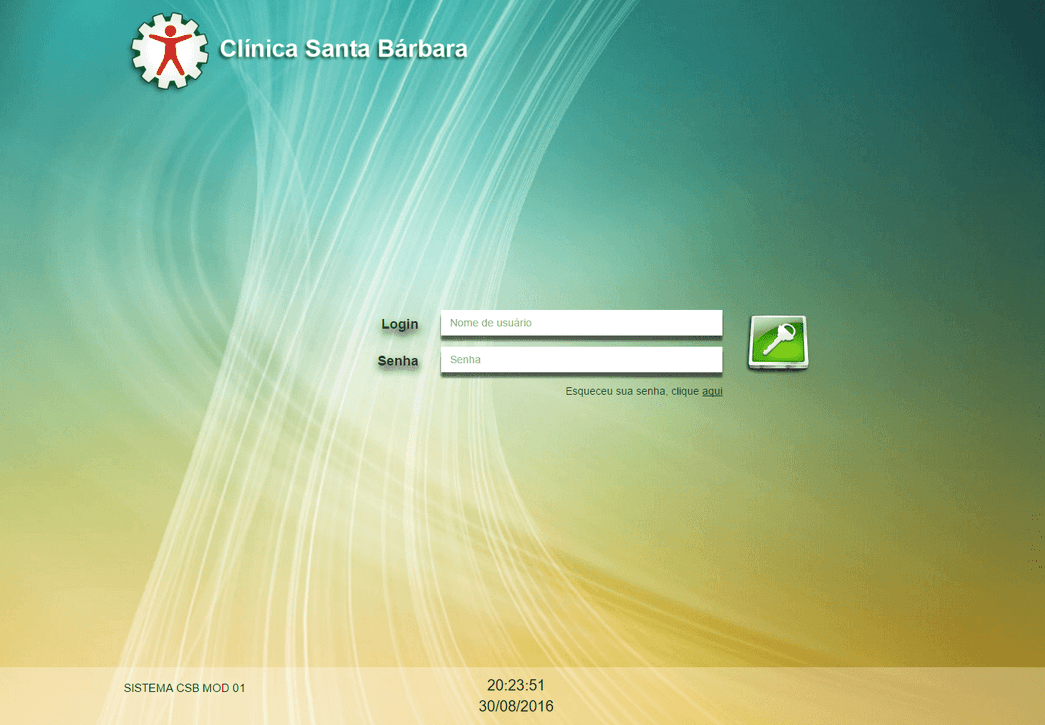 Clínica Santa Bárbara
Login
Nome de usuário
Senha
Senha
Esqueceu sua senha, clique aqui
SISTEMA CSB MOD 01
20:23:51
30/08/2016